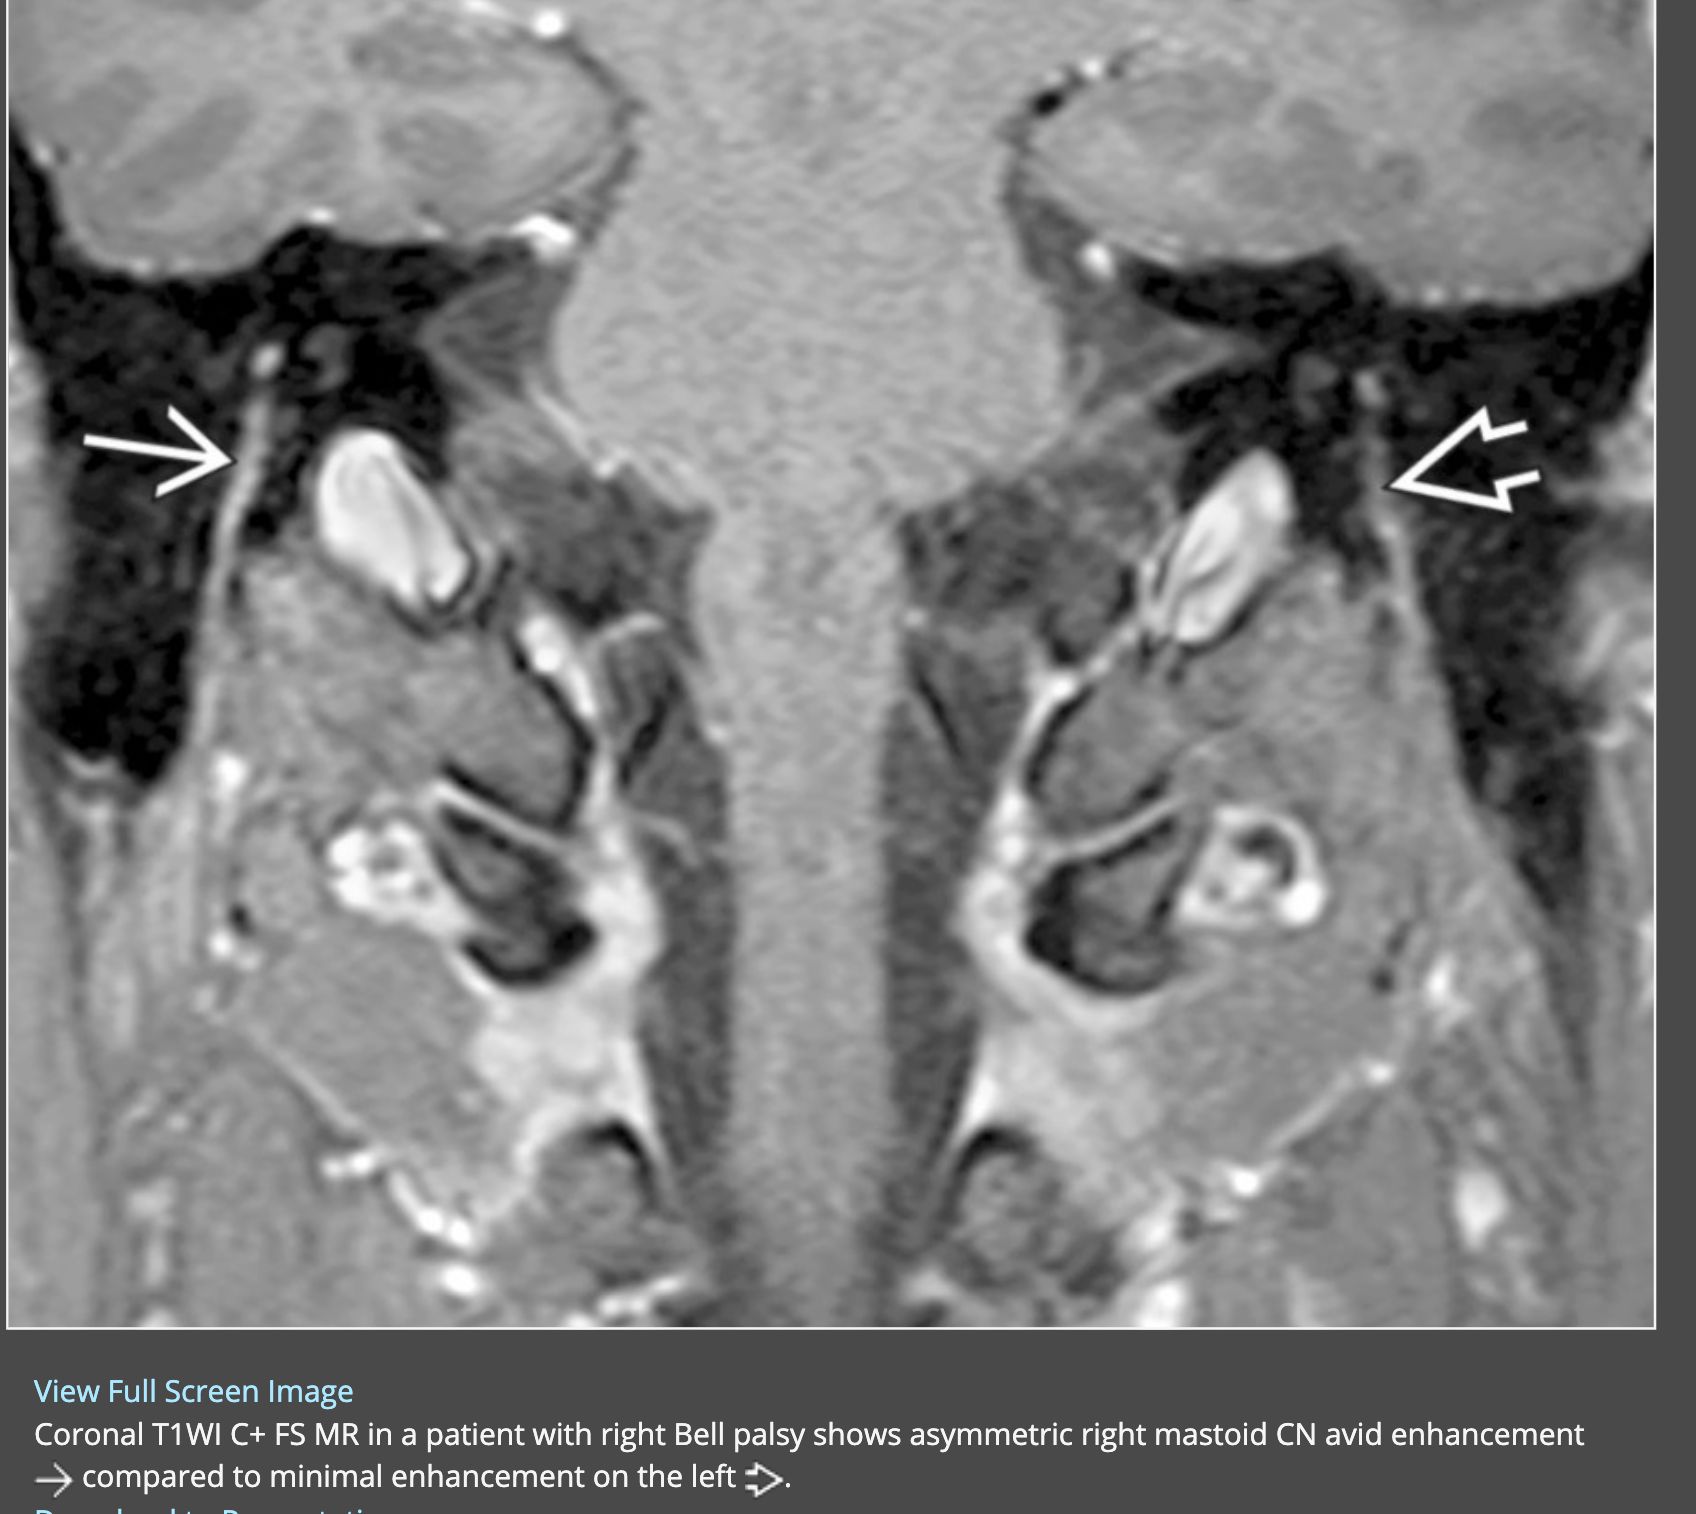 View Full Screen Image
Coronal T1WI C+ FS MR in a patient with right Bell palsy shows asymmetric right mastoid CN avid enhancement
compared to minimal enhancement on the left .